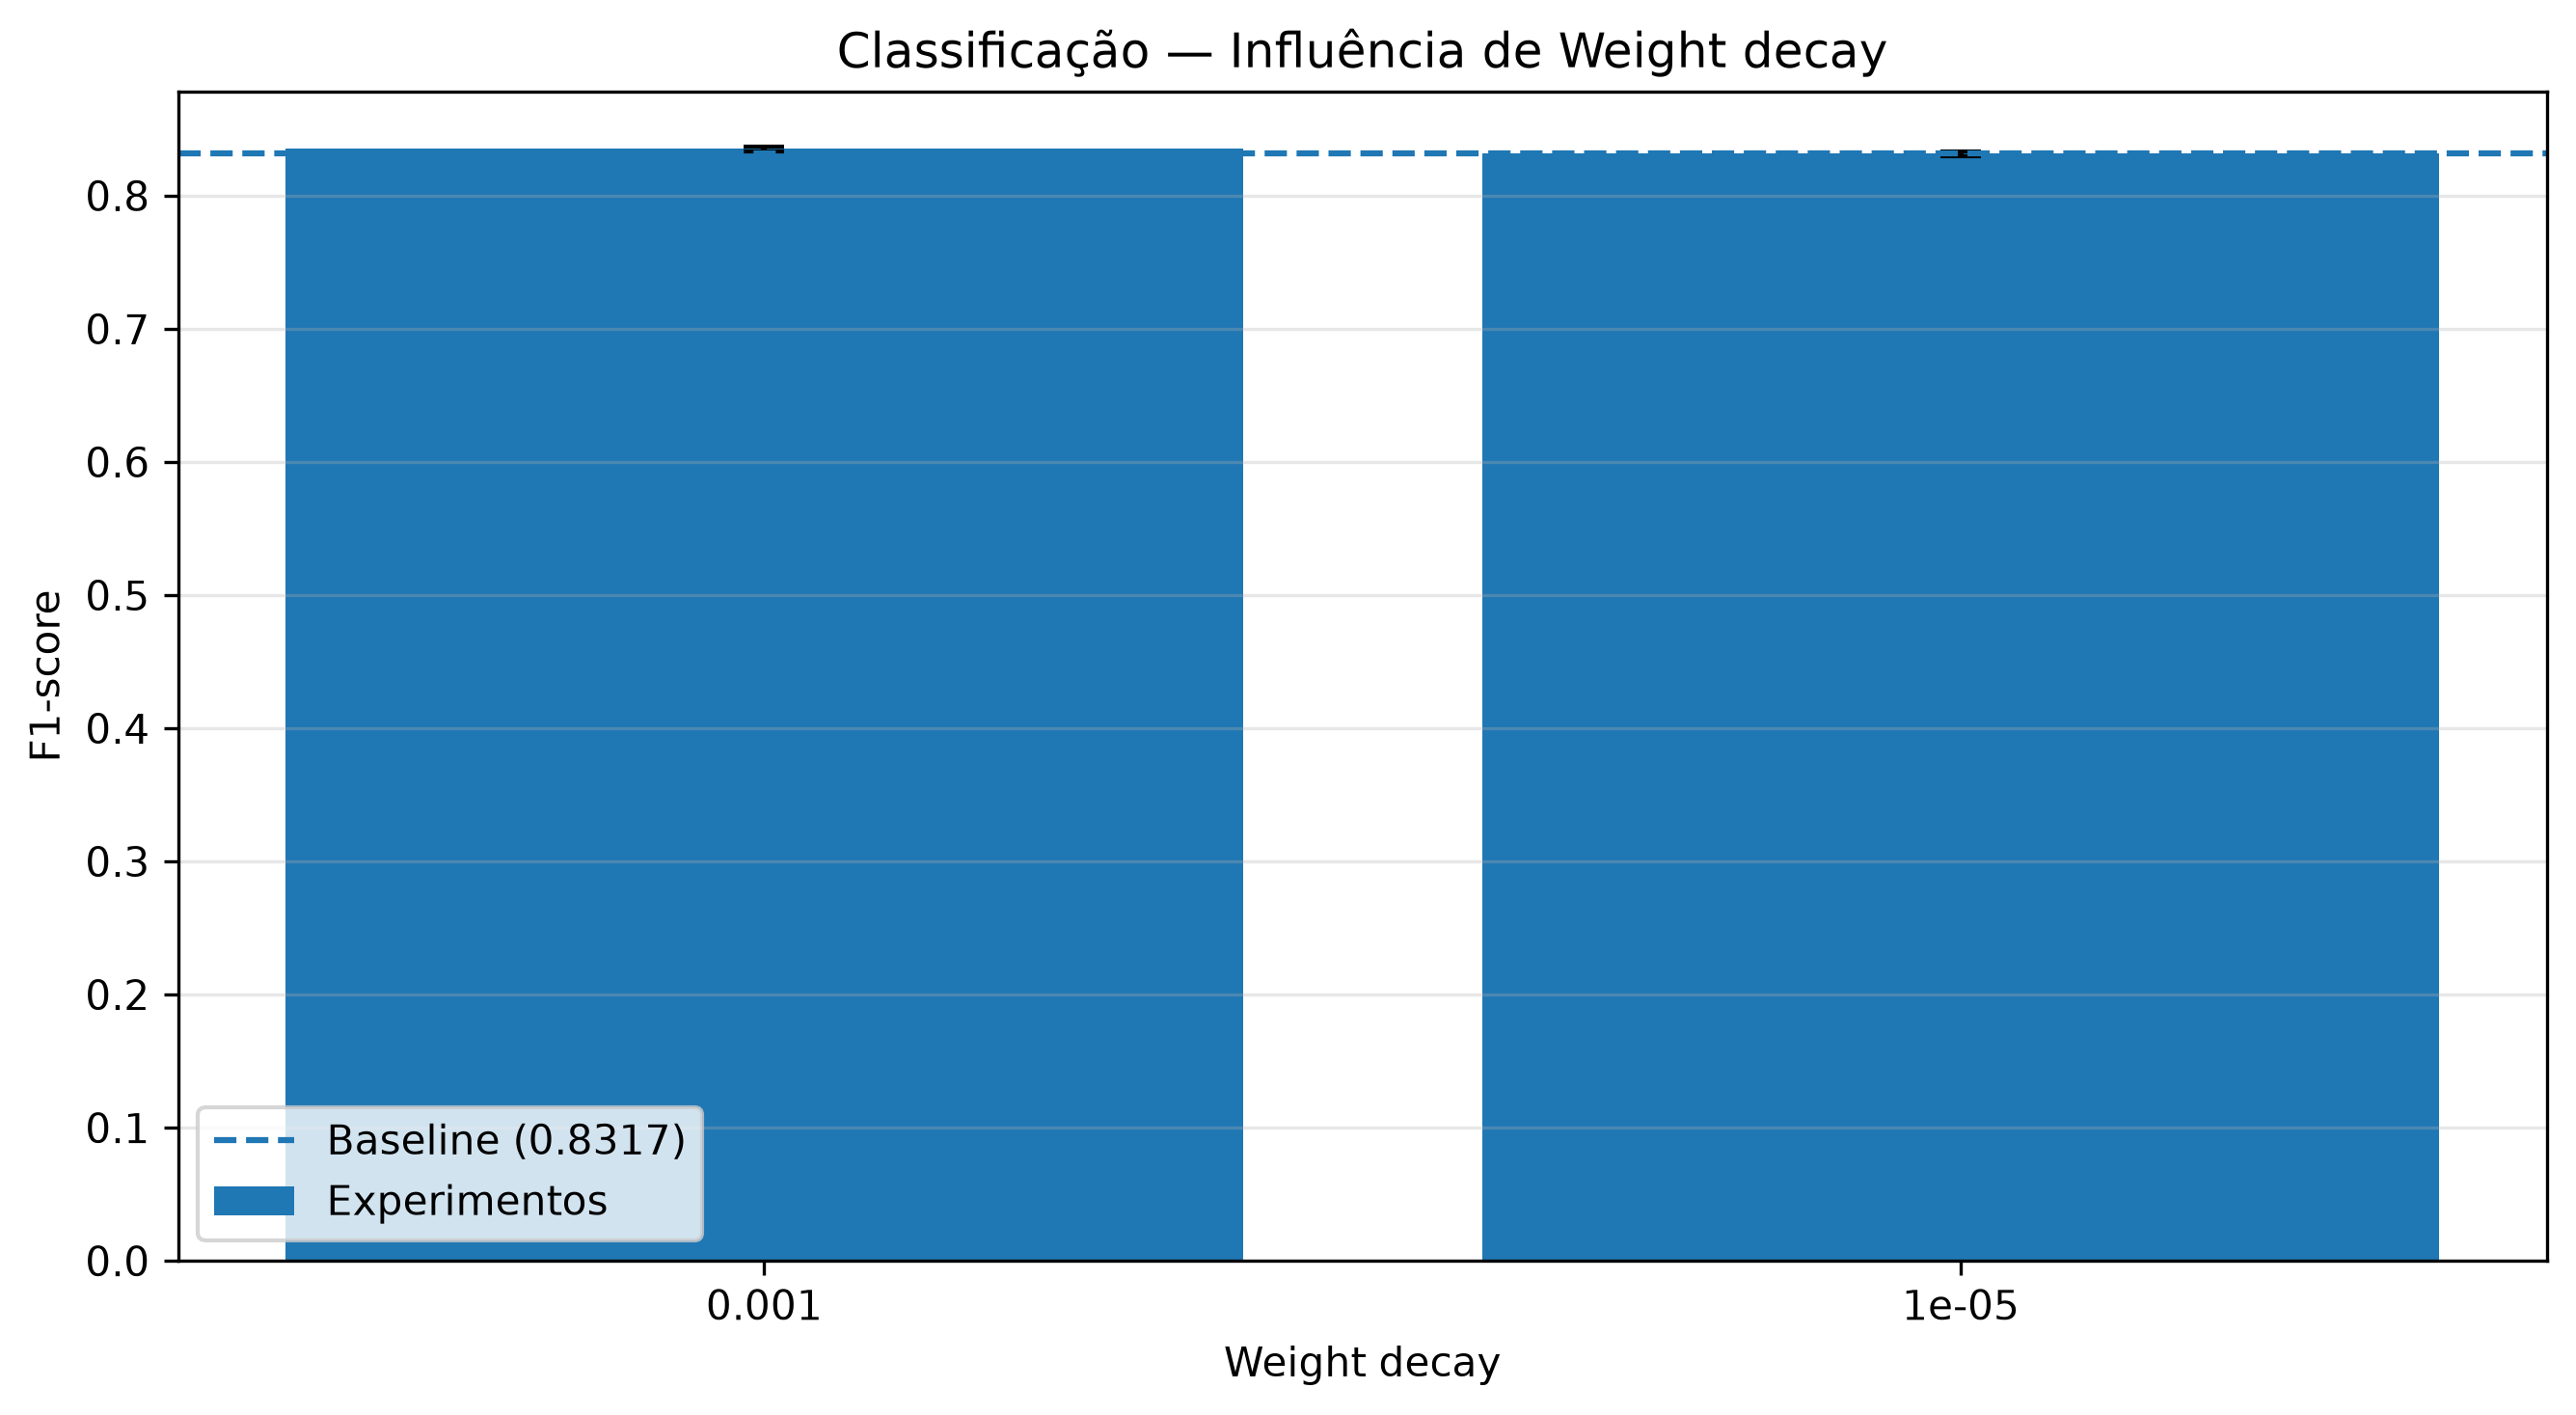 Classificação — Influência de Weight decay
F1-score
0.8
0.7
0.6
0.5
0.4
0.3
0.2
0.1
0.0
Baseline (0.8317)
Experimentos
0.001
1e-05
Weight decay